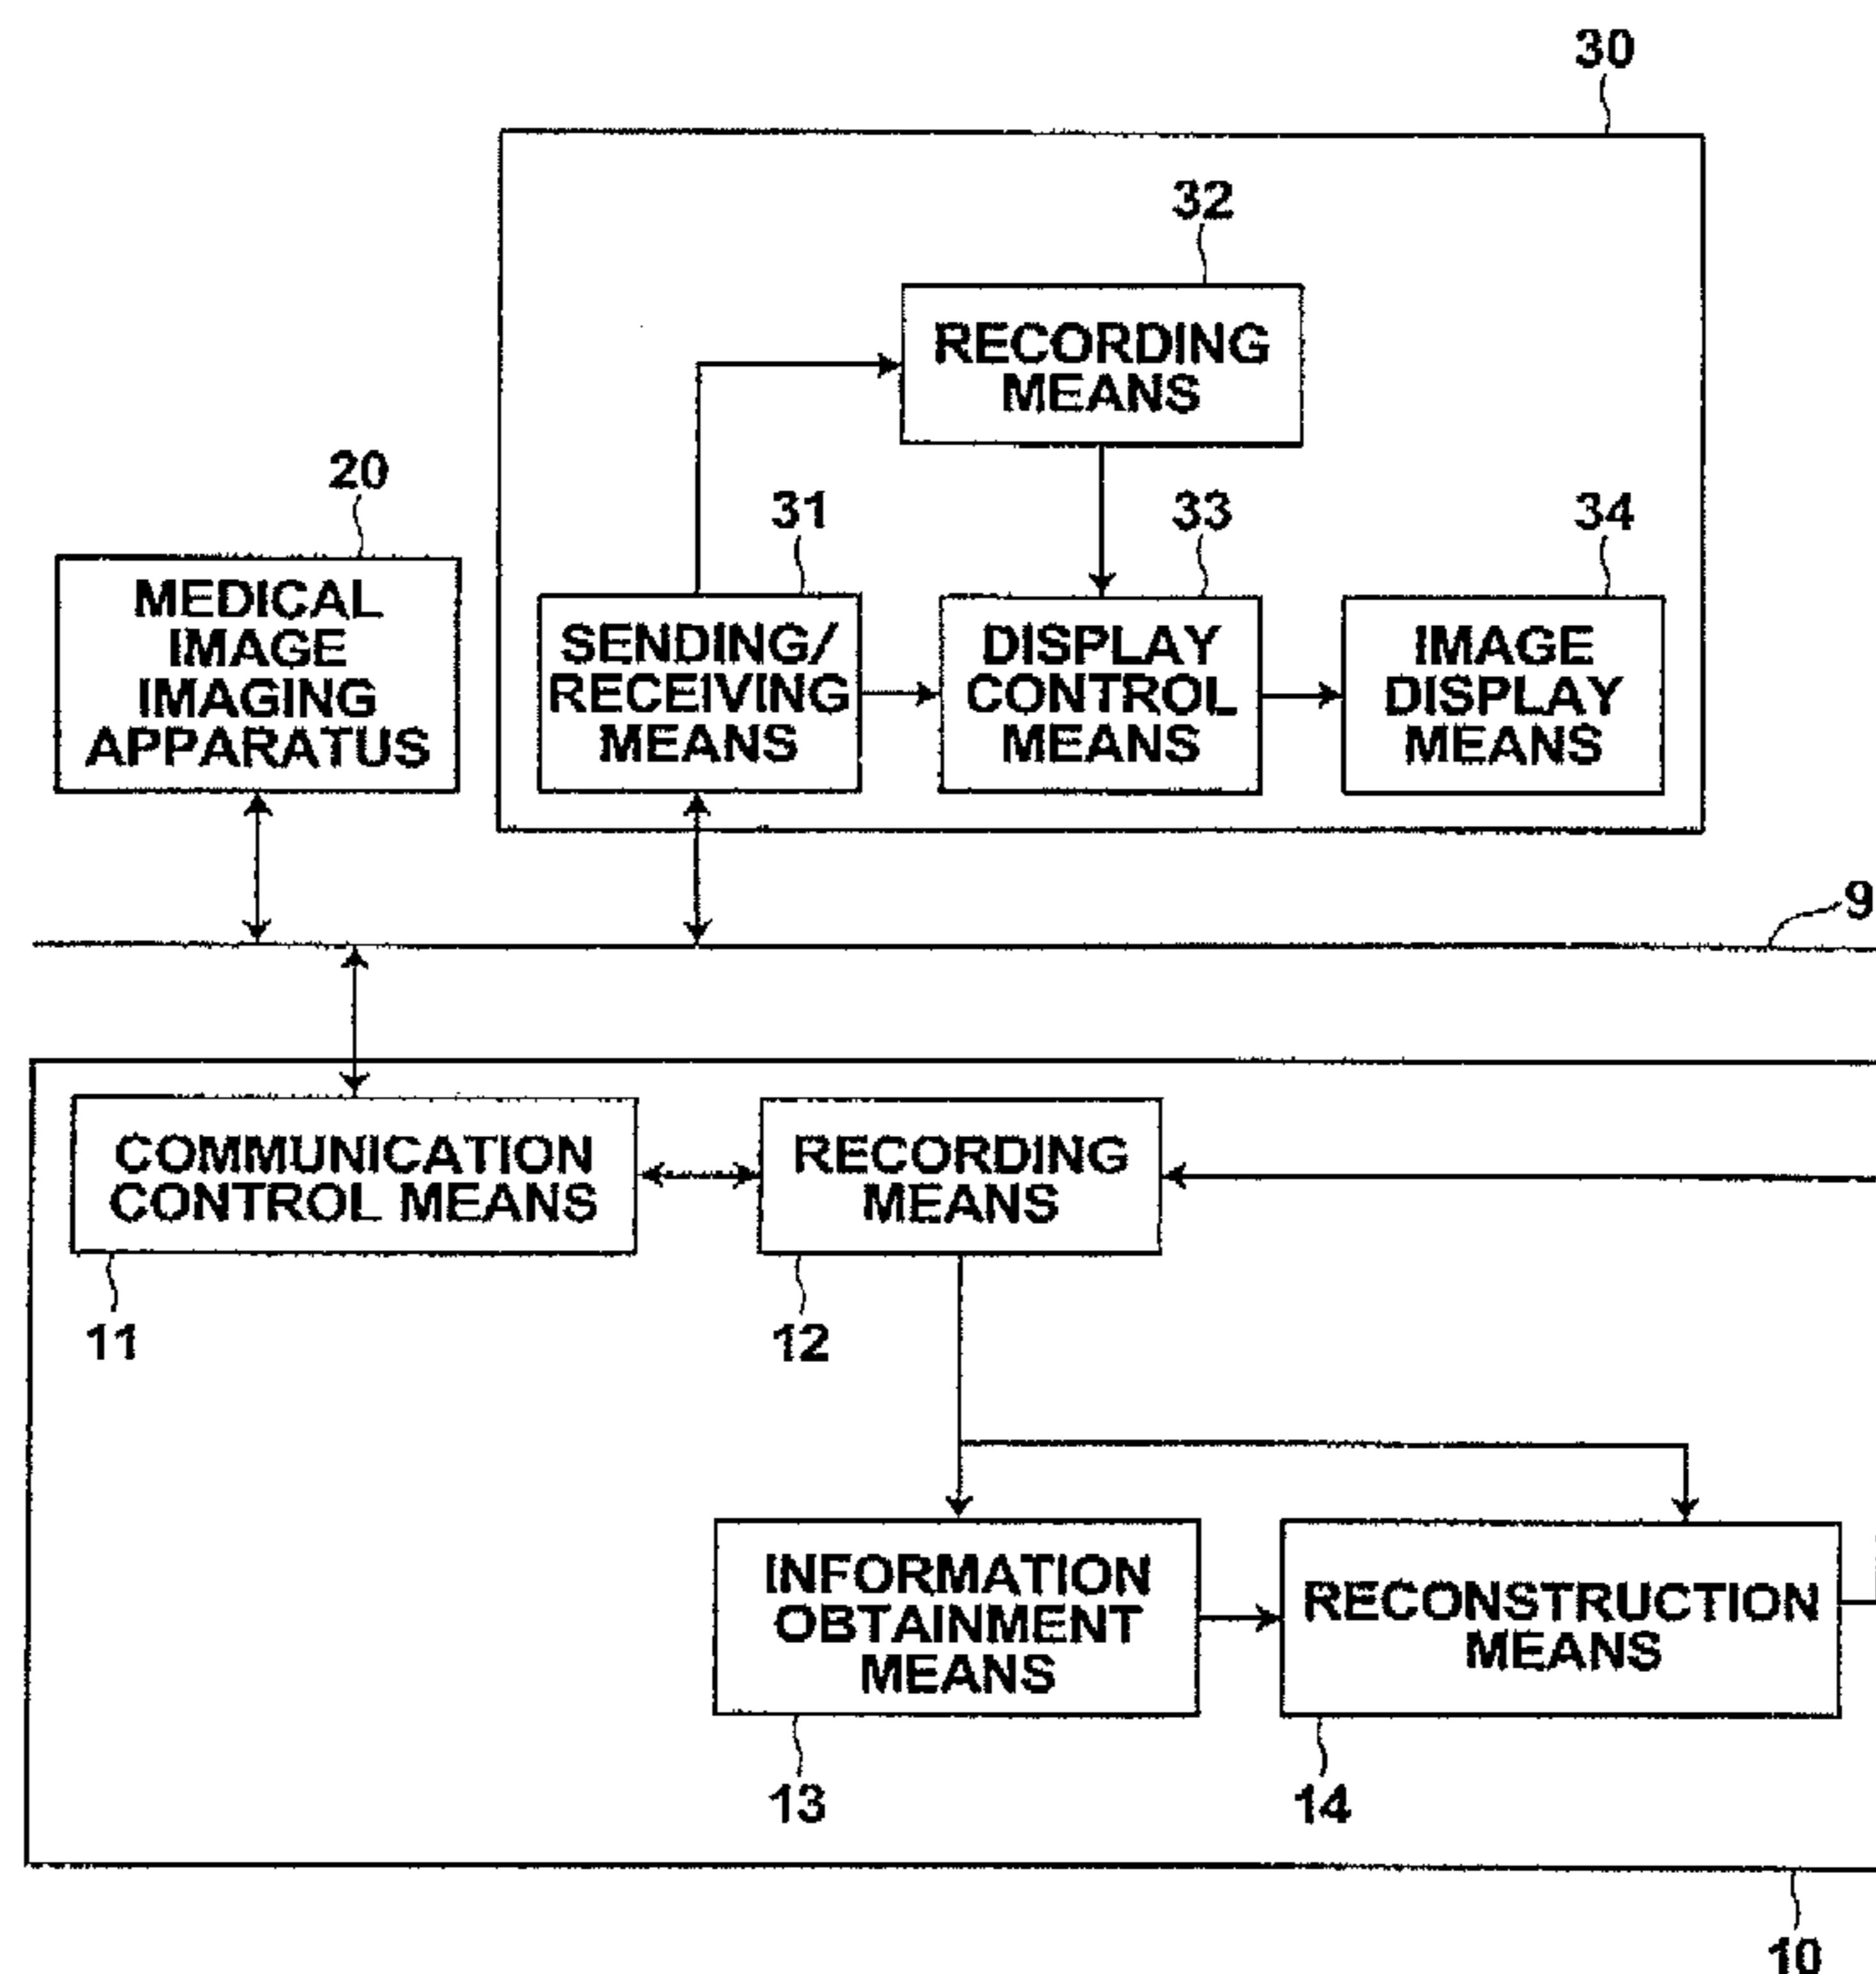 30
32
RECORDING
MEANS
20
31
33
34
MEDICAL
IMAGE
IMAGING
APPARATUS
SENDING/
RECEIVING
MEANS
DISPLAY
CONTROL
MEANS
IMAGE
DISPLAY
MEANS
9
COMMUNICATION
CONTROL MEANS
RECORDING
MEANS
11
12
INFORMATION
OBTAINMENT
MEANS
RECONSTRUCTION
MEANS
13
14
10